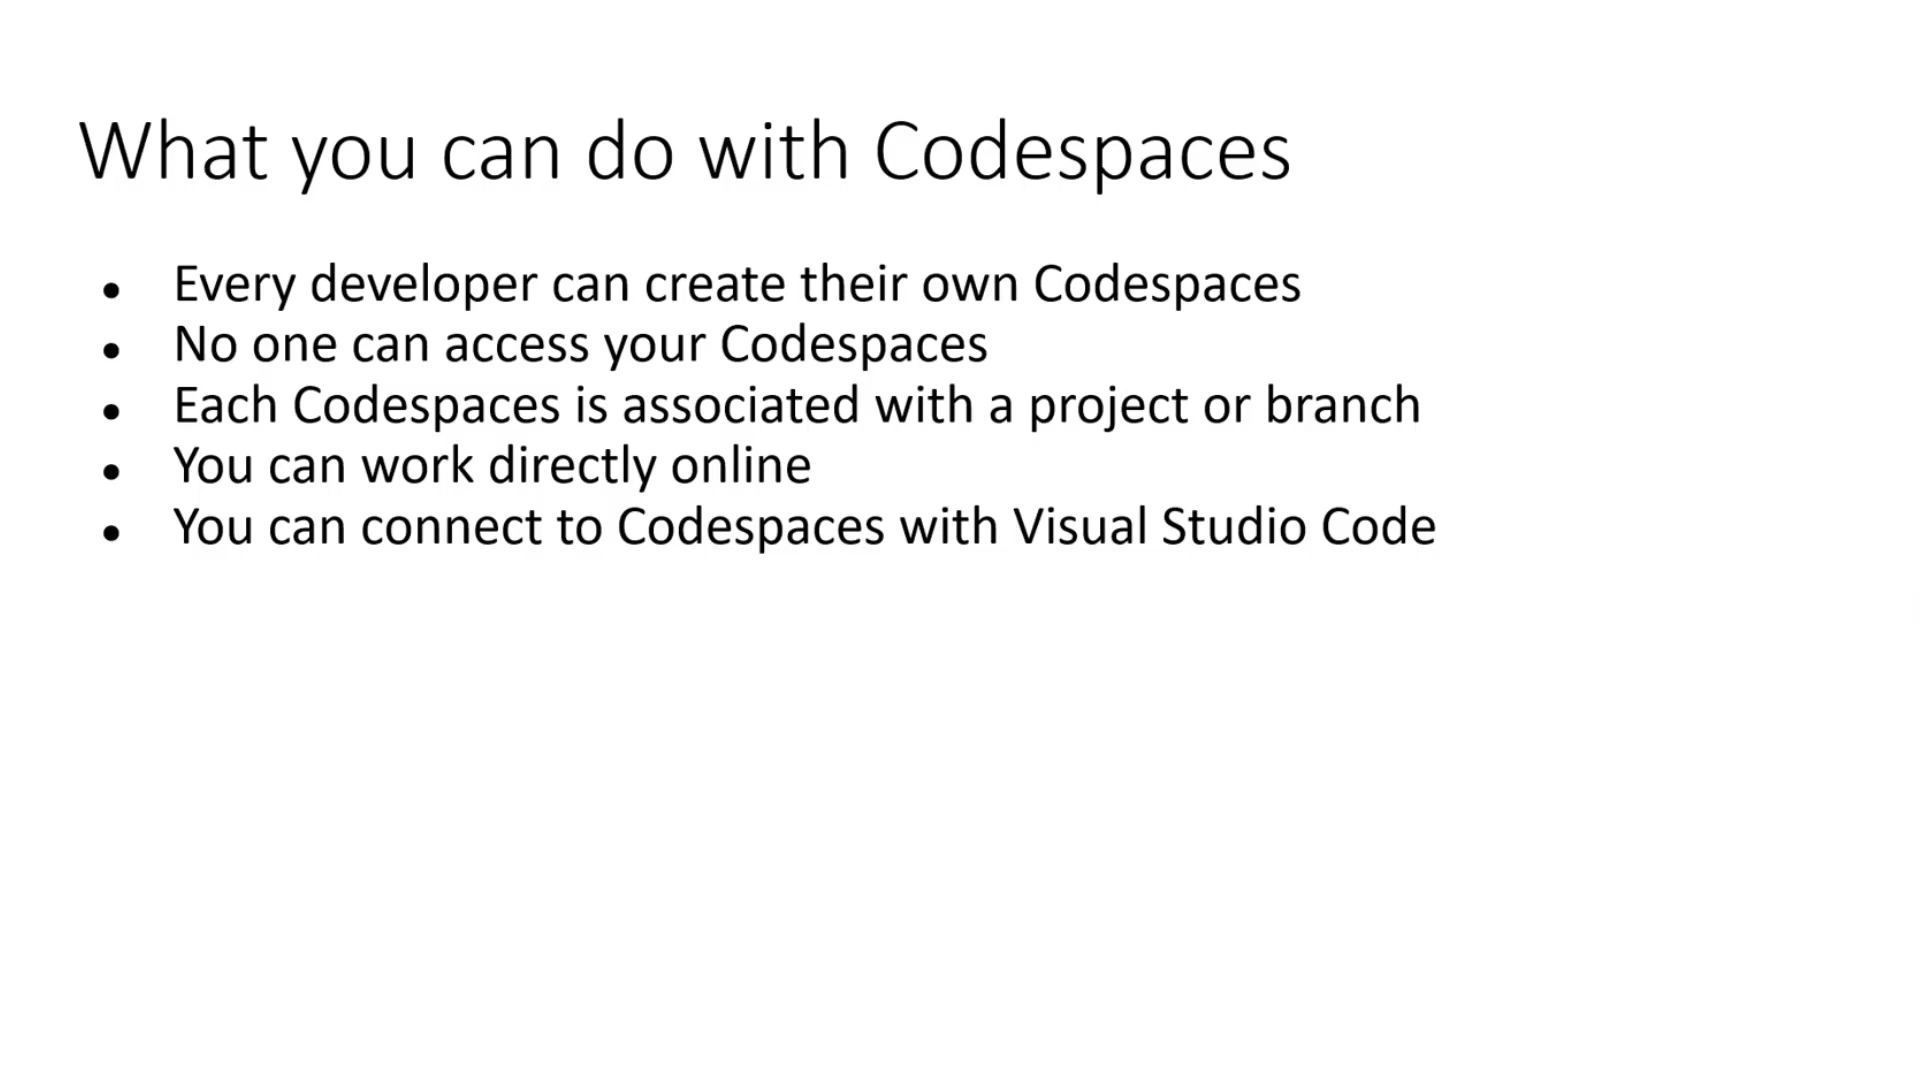 What you can do with Codespaces
• Every developer can create their own Codespaces
• No one can access your Codespaces
• Each Codespaces is associated with a project or branch
• You can work directly online
• You can connect to Codespaces with Visual Studio Code